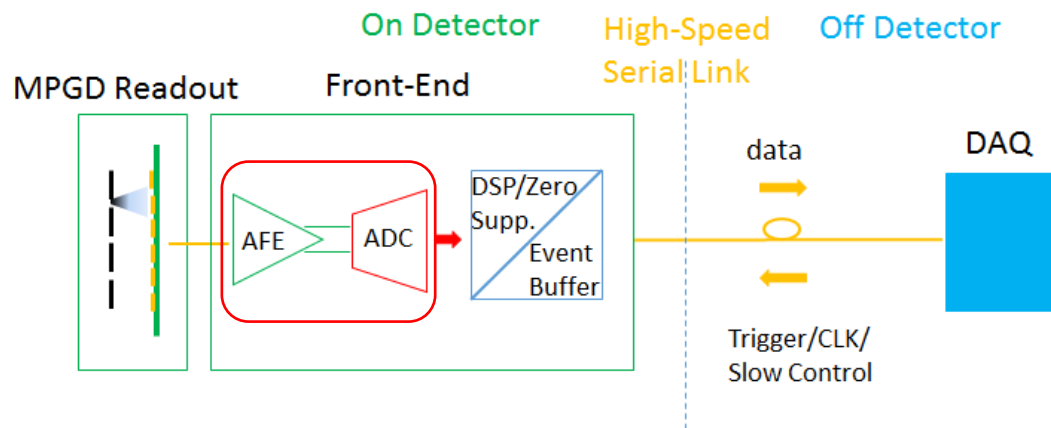 On Detector
High-Speed
Serial Link
Off Detector
MPGD Readout
Front-End
AFE
ADC
DSP/Zero
Supp.
Event
Buffer
data
DAQ
Trigger/CLK/
Slow Control